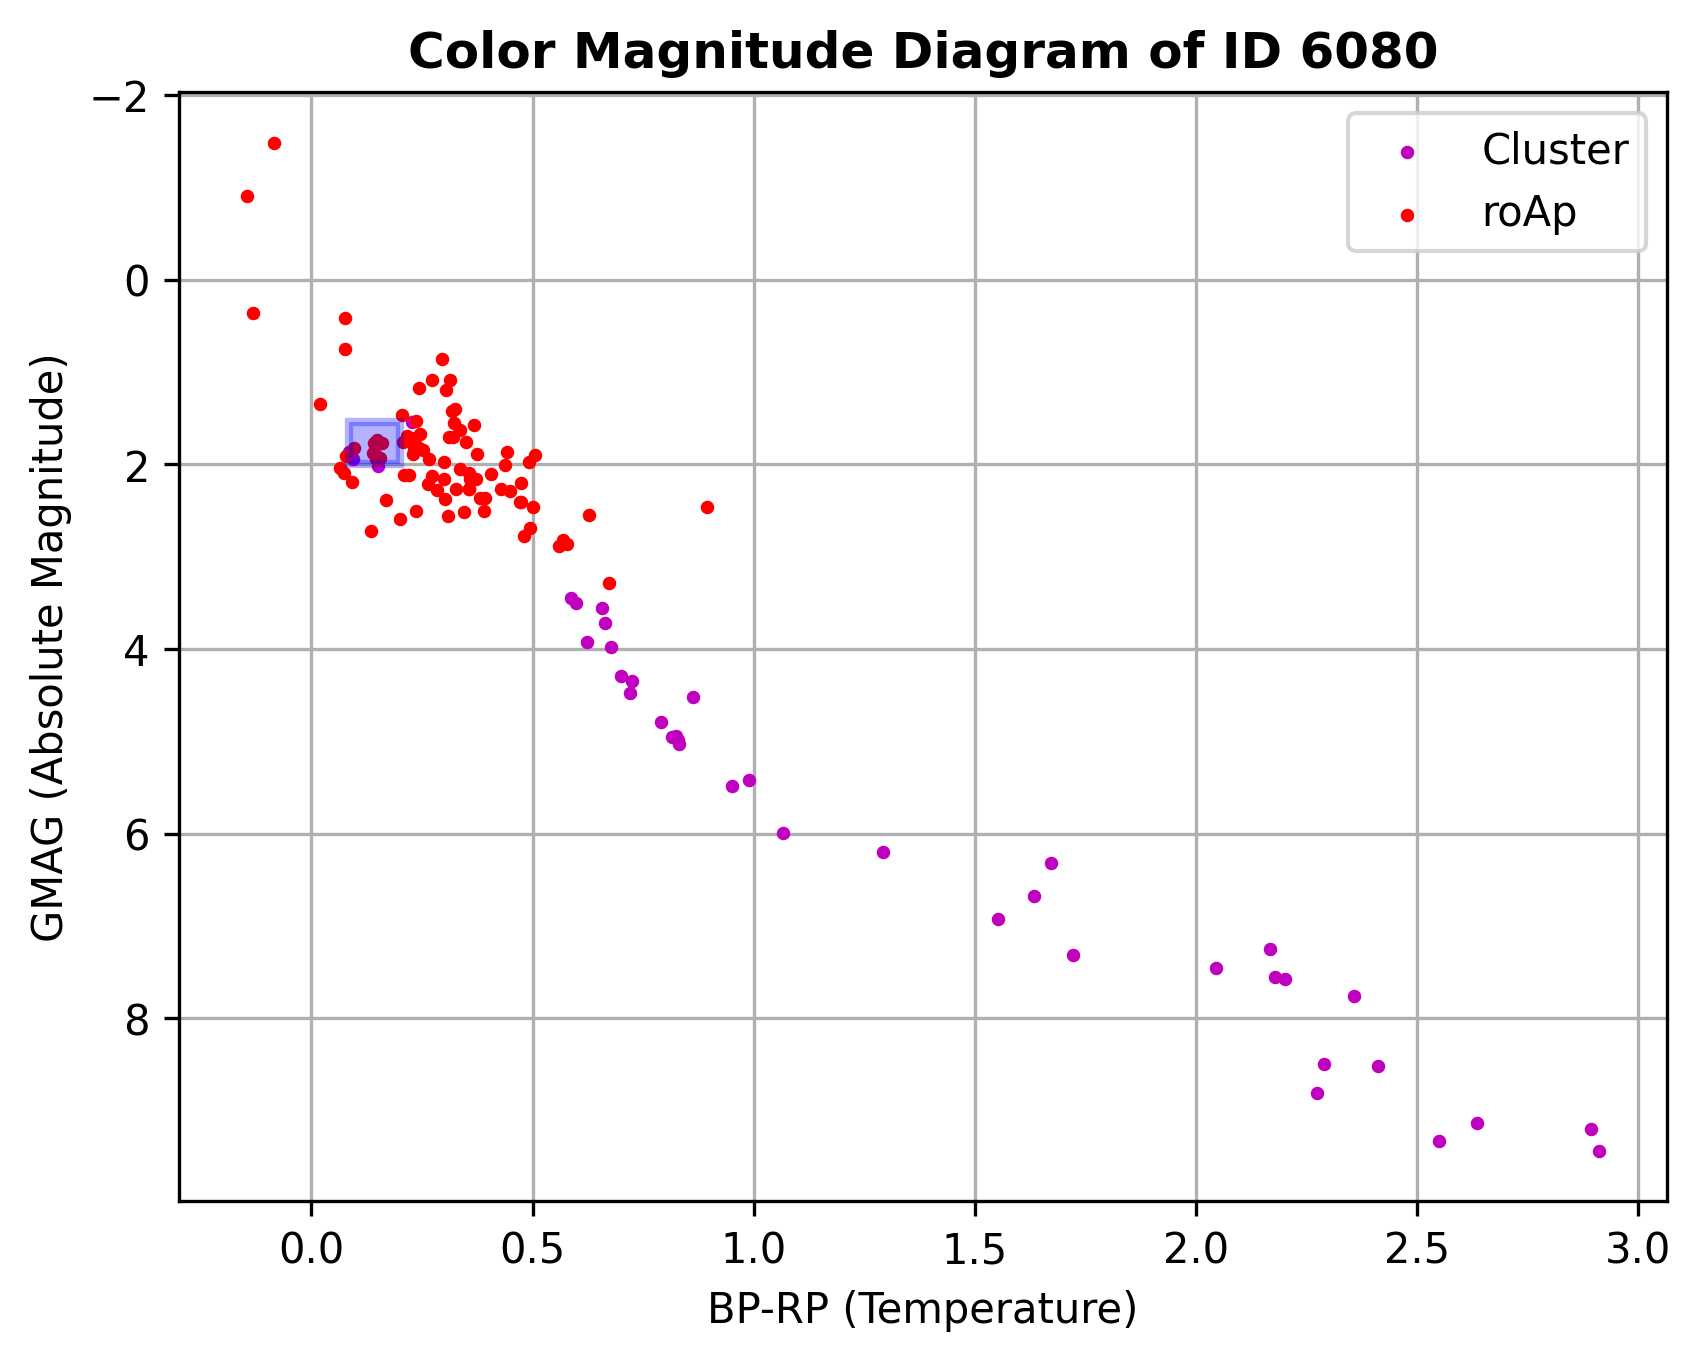 Color Magnitude Diagram of ID 6080
−2
0
2
4
6
8
GMAG (Absolute Magnitude)
Cluster
roAp
0.0 0.5 1.0 1.5 2.0 2.5 3.0
BP-RP (Temperature)